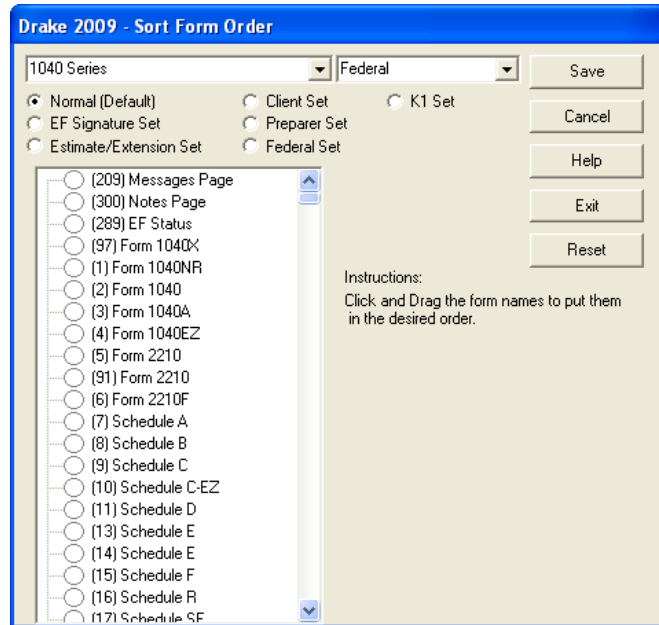 Drake 2009 - Sort Form Order
1040 Series
Federal
Save
Normal (Default)
Client Set
K1 Set
EF Signature Set
Preparer Set
Cancel
Estimate/Extension Set
Federal Set
Help
Exit
Reset
(209) Messages Page
(300) Notes Page
(289) EF Status
(97) Form 1040X
(1) Form 1040NR
(2) Form 1040
(3) Form 1040A
(4) Form 1040EZ
(5) Form 2210
(91) Form 2210
(6) Form 2210F
(7) Schedule A
(8) Schedule B
(9) Schedule C
(10) Schedule C-EZ
(11) Schedule D
(13) Schedule E
(14) Schedule E
(15) Schedule F
(16) Schedule R
(17) Schedule SE
Instructions:
Click and Drag the form names to put them
in the desired order.